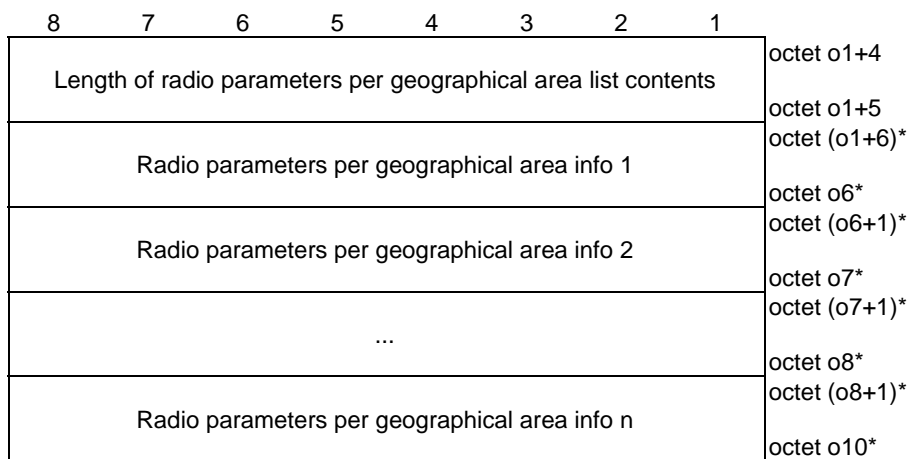 8 7 6 5 4 3 2 1
octet o1+4
Length of radio parameters per geographical area list contents
octet o1+5
octet (o1+6)*
Radio parameters per geographical area info 1
octet o6*
octet (o6+1)*
Radio parameters per geographical area info 2
octet o7*
octet (o7+1)*
...
octet o8*
octet (o8+1)*
Radio parameters per geographical area info n
octet o10*